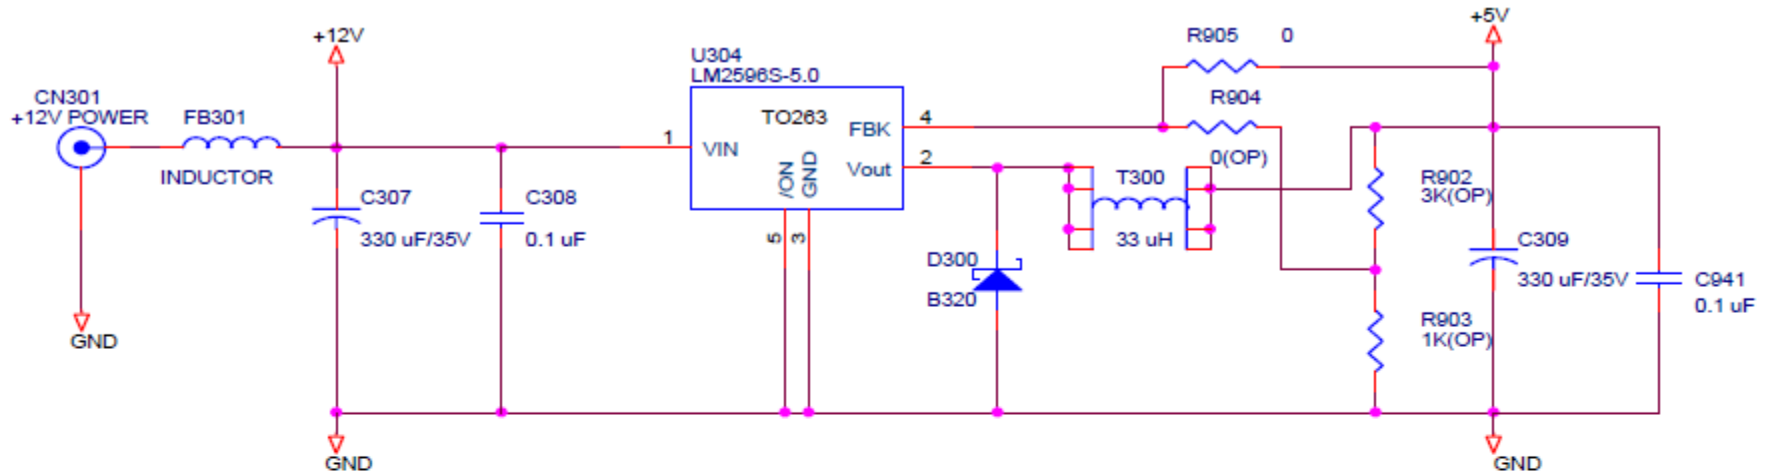 +12V
+5V
R905 0
U304
LM2596S-5.0
CN301
+12V POWER
FB301
INDUCTOR
TO263
R904
0(OP)
FBK
4
1
VIN
Vout
2
/ON
GND
5
3
T300
33 uH
R902
3K(OP)
C307
330 uF/35V
C308
0.1 uF
D300
B320
C309
330 uF/35V
C941
0.1 uF
R903
1K(OP)
GND
GND
GND